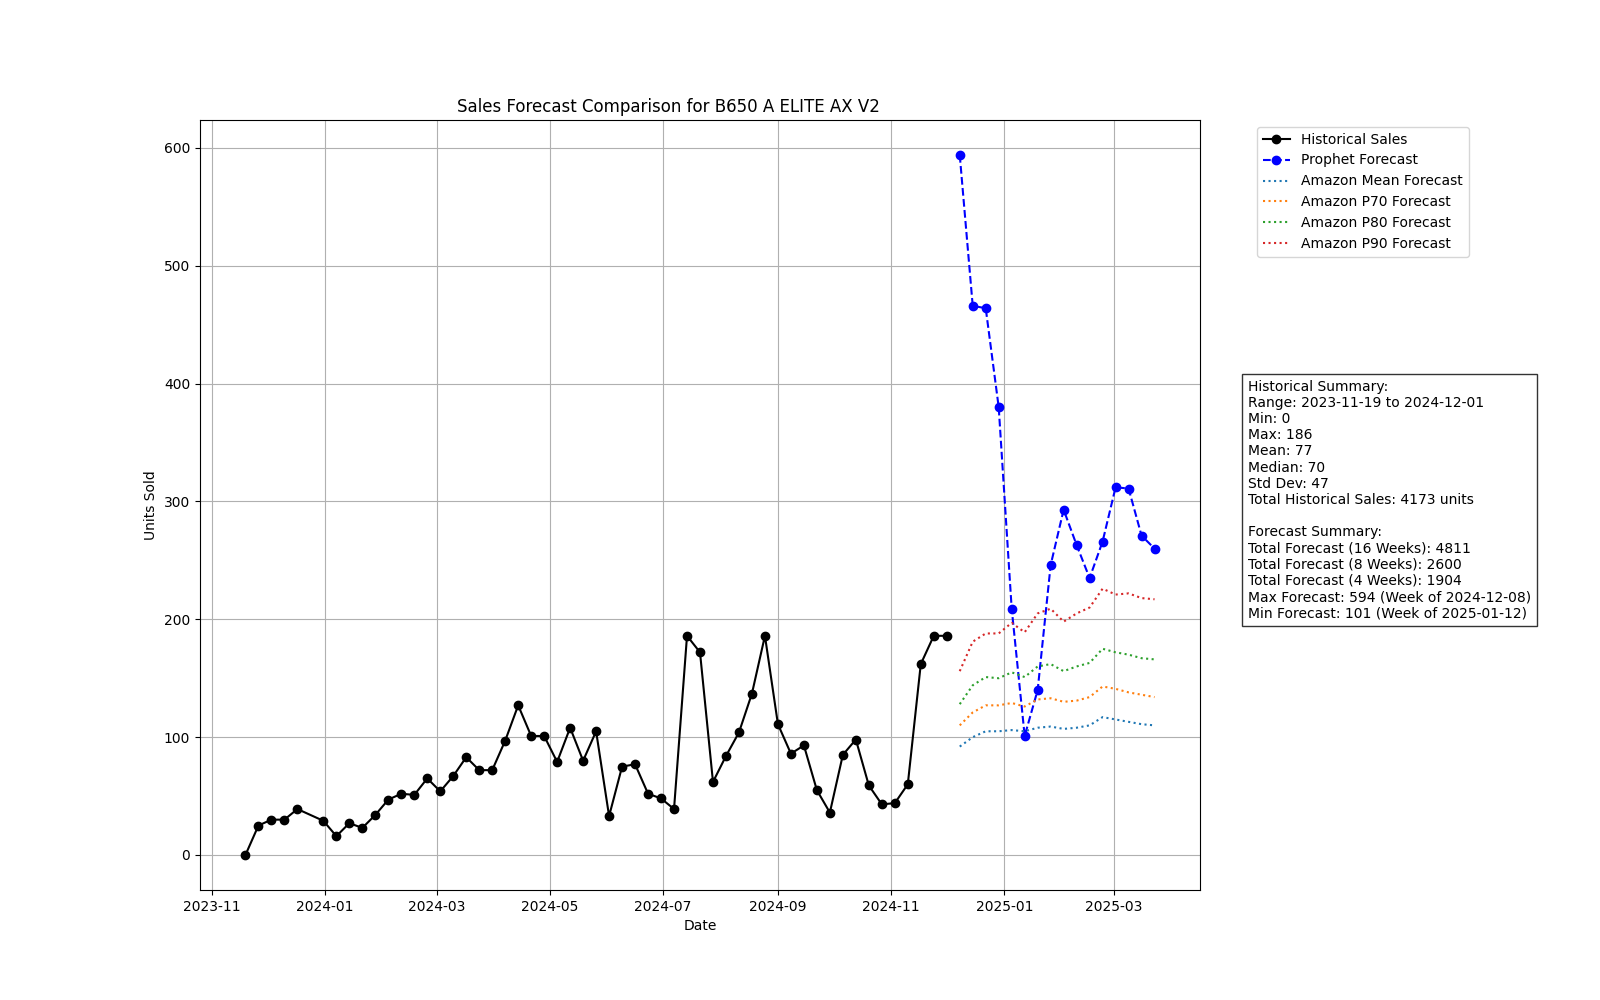 Sales Forecast Comparison for B650 A ELITE AX V2
Units Sold
600
500
400
300
200
100
0
2023-11
2024-01
2024-03
2024-05
2024-07
2024-09
2024-11
2025-01
2025-03
Date
Historical Sales
Prophet Forecast
Amazon Mean Forecast
Amazon P70 Forecast
Amazon P80 Forecast
Amazon P90 Forecast
Historical Summary:
Range: 2023-11-19 to 2024-12-01
Min: 0
Max: 186
Mean: 77
Median: 70
Std Dev: 47
Total Historical Sales: 4173 units
Forecast Summary:
Total Forecast (16 Weeks): 4811
Total Forecast (8 Weeks): 2600
Total Forecast (4 Weeks): 1904
Max Forecast: 594 (Week of 2024-12-08)
Min Forecast: 101 (Week of 2025-01-12)